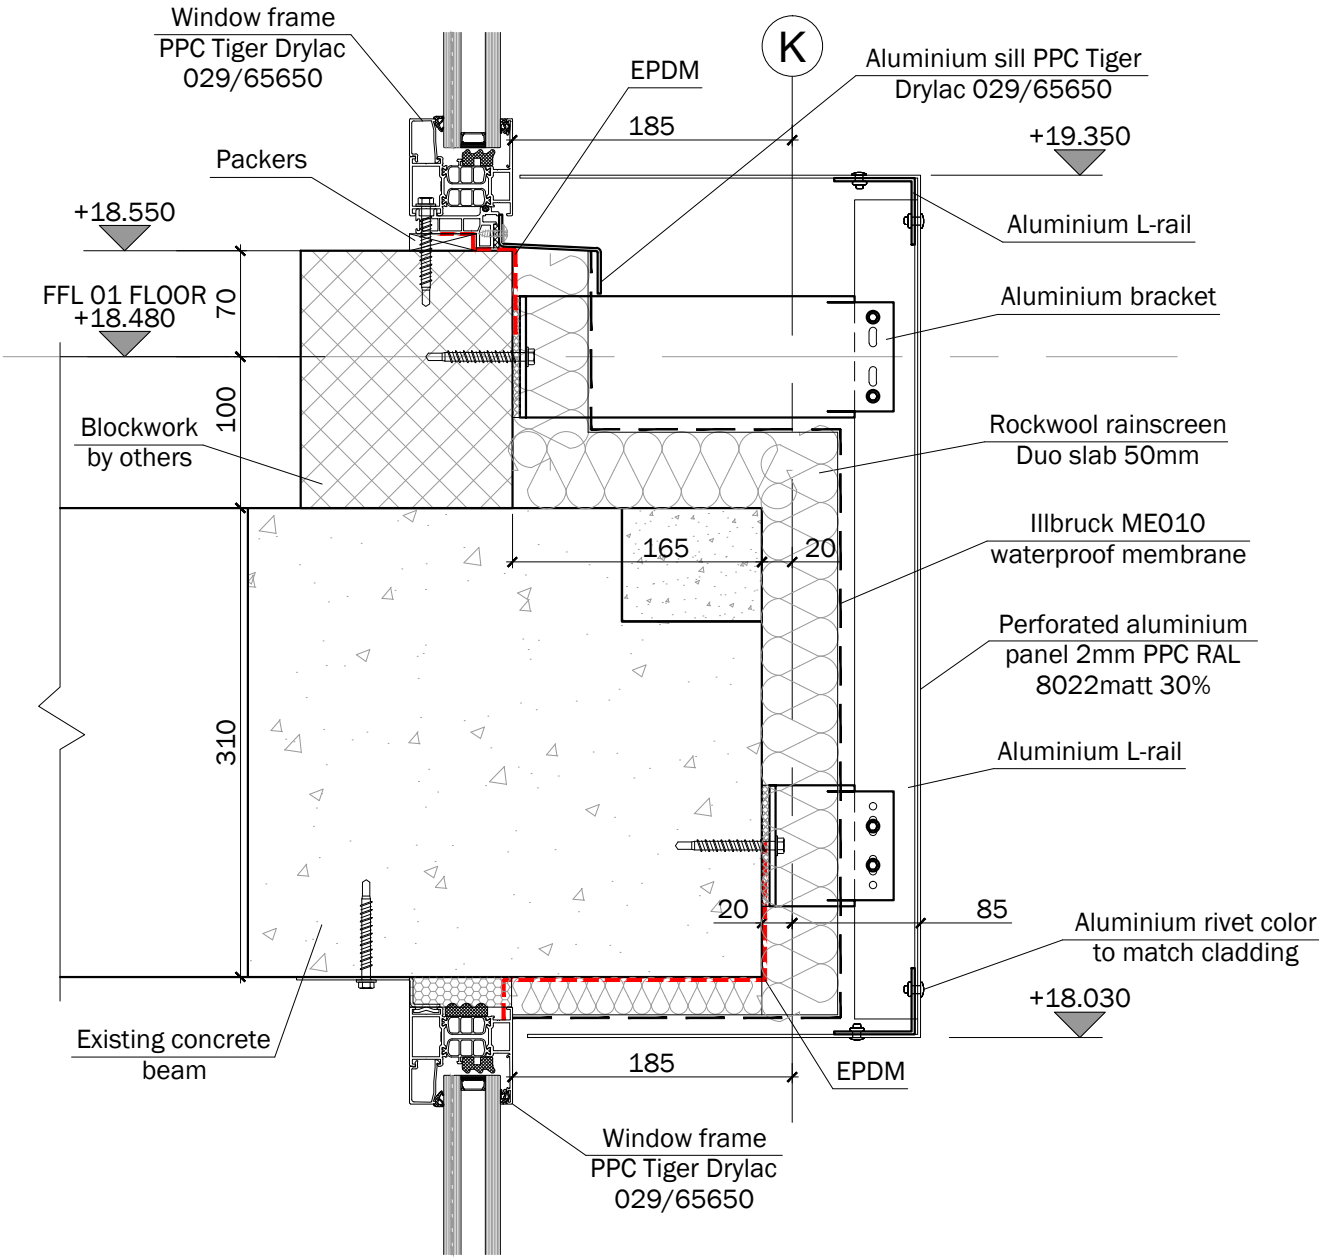 Window frame
PPC Tiger Drylac
029/65650
EPDM
K
Aluminium sill PPC Tiger
Drylac 029/65650
185
+19.350
Packers
+18.550
Aluminium L-rail
FFL 01 FLOOR
+18.480
70
Aluminium bracket
100
Blockwork
by others
Rockwool rainscreen
Duo slab 50mm
Illbruck ME010
waterproof membrane
165
20
Perforated aluminium
panel 2mm PPC RAL
8022matt 30%
310
Aluminium L-rail
20
85
Aluminium rivet color
to match cladding
+18.030
Existing concrete
beam
185
EPDM
Window frame
PPC Tiger Drylac
029/65650